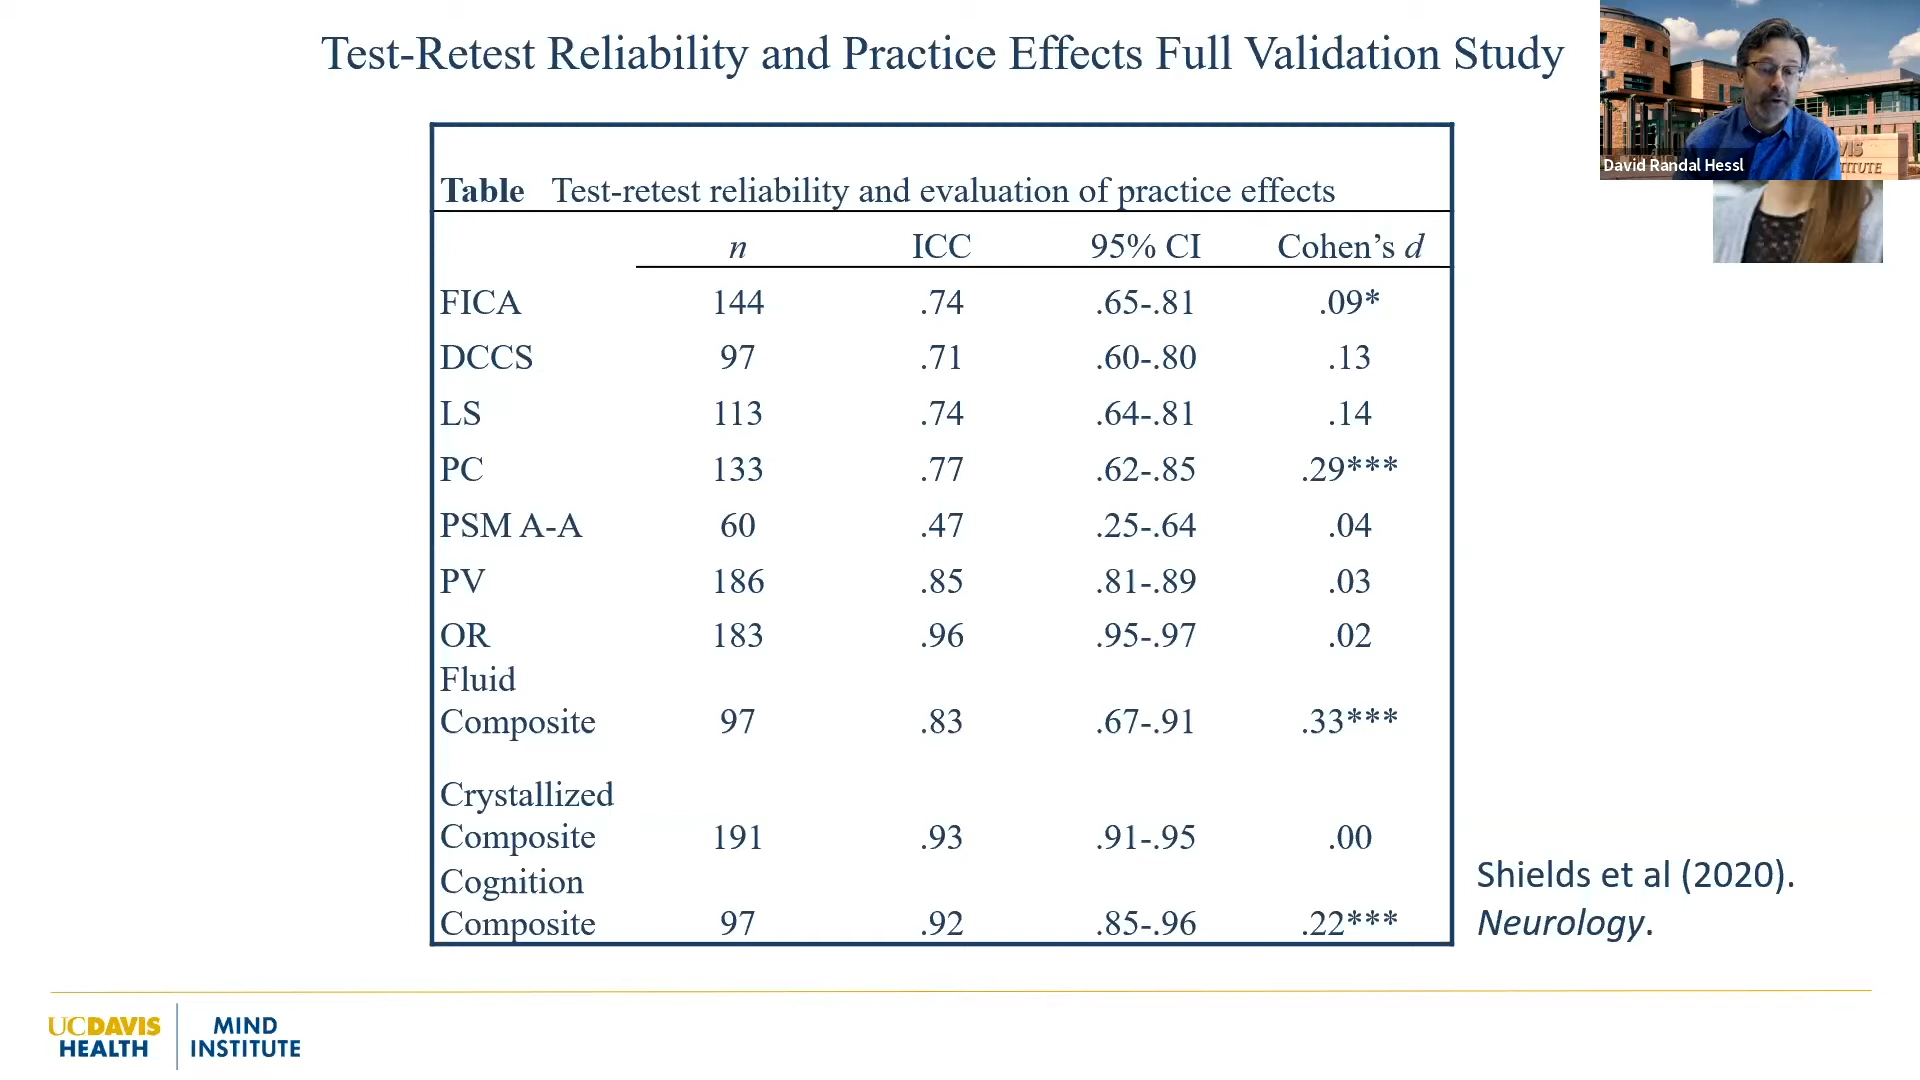 Test-Retest Reliability and Practice Effects Full Validation Study
David Randal Hessl
Table Test-retest reliability and evaluation of practice effects
n ICC 95% CI Cohen’s d
FICA 144 .74 .65-.81 .09*
DCCS 97 .71 .60-.80 .13
LS 113 .74 .64-.81 .14
PC 133 .77 .62-.85 .29***
PSM A-A 60 .47 .25-.64 .04
PV 186 .85 .81-.89 .03
OR 183 .96 .95-.97 .02
Fluid
Composite 97 .83 .67-.91 .33***
Crystallized
Composite 191 .93 .91-.95 .00
Cognition
Composite 97 .92 .85-.96 .22***
Shields et al (2020).
Neurology.
UCDAVIS
HEALTH
MIND
INSTITUTE